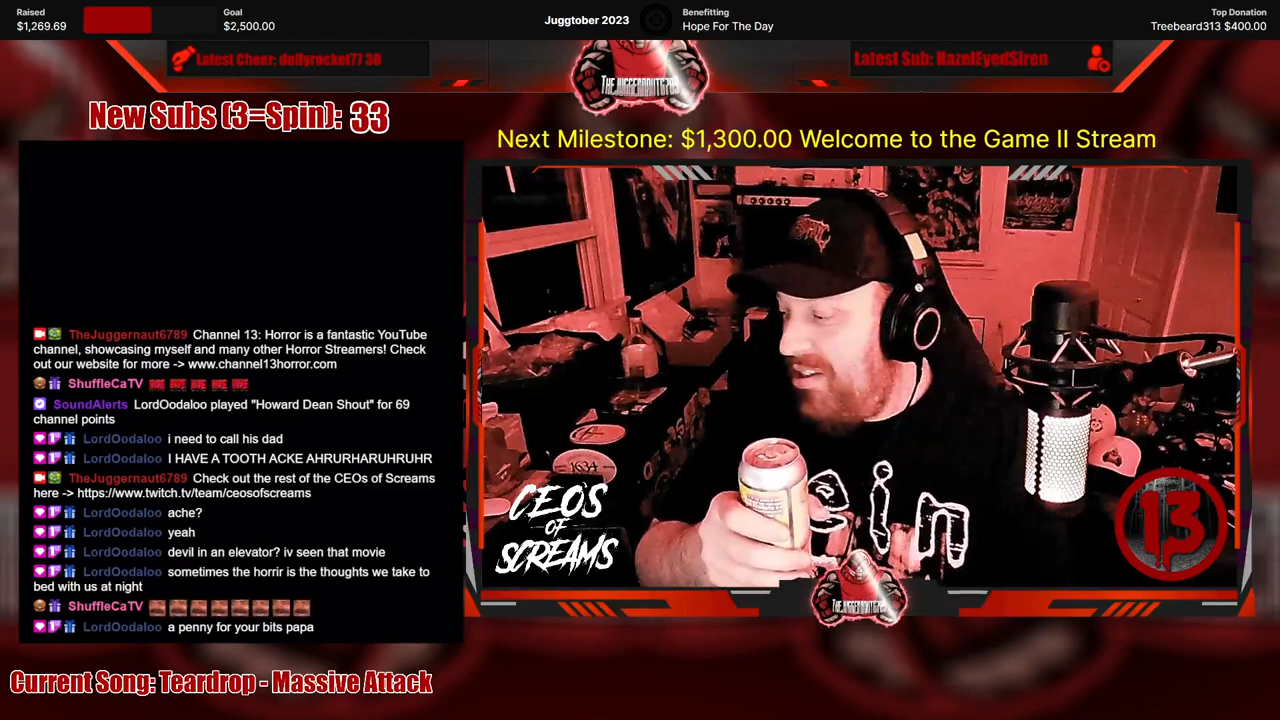 Raised
$1,269.69
Goal
$2,500.00
Juggtober 2023
Benefitting
Hope For The Day
Top Donation
Treebeard313 $400.00
Latest Cheer: dollyrocket77 30
Latest Sub: HazelEyedSiren
THEJUGGERNAUT6789
New Subs (3=Spin): 33
Next Milestone: $1,300.00 Welcome to the Game II Stream
TheJuggernaut6789 Channel 13: Horror is a fantastic YouTube
channel, showcasing myself and many other Horror Streamers! Check
out our website for more -> www.channel13horror.com
ShuffleCaTV
SoundAlerts LordOodaloo played "Howard Dean Shout" for 69
channel points
LordOodaloo i need to call his dad
LordOodaloo I HAVE A TOOTH ACKE AHRURHARUHRUHR
TheJuggernaut6789 Check out the rest of the CEOs of Screams
here -> https://www.twitch.tv/team/ceosofscreams
LordOodaloo ache?
LordOodaloo yeah
LordOodaloo devil in an elevator? iv seen that movie
LordOodaloo sometimes the horrir is the thoughts we take to
bed with us at night
ShuffleCaTV
LordOodaloo a penny for your bits papa
1634
CEO'S
OF
SCREAMS
13
THEJUGGERNAUT6789
Current Song: Teardrop - Massive Attack